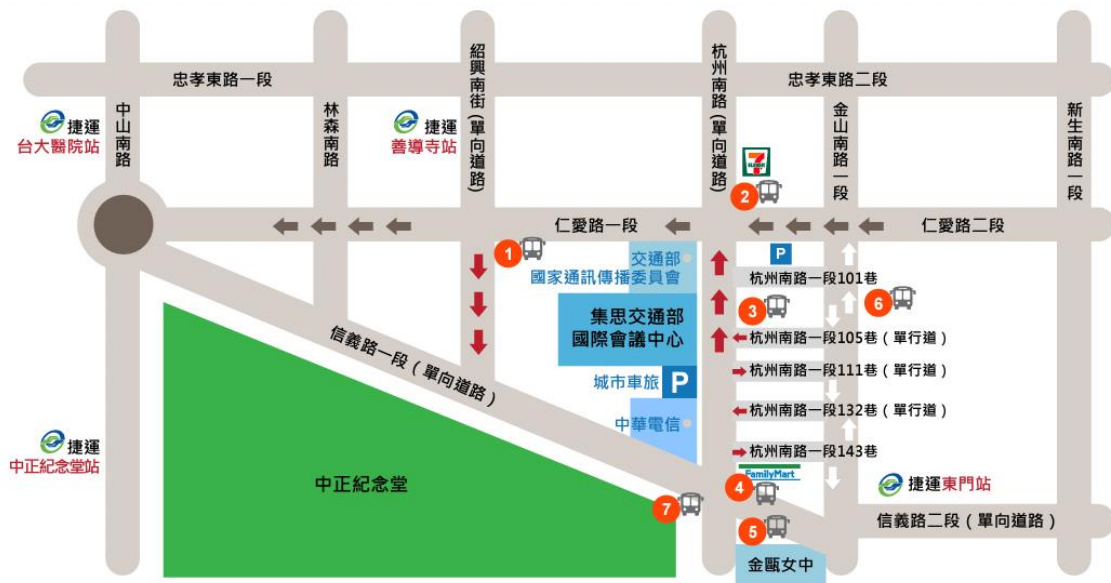 忠孝東路一段
忠孝東路二段
中山南路
林森南路
紹興南街(單向道路)
杭州南路(單向道路)
金山南路一段
新生南路一段
捷運
台大醫院站
捷運
善導寺站
7
ELEVEN
2
仁愛路一段
仁愛路二段
1
交通部
國家通訊傳播委員會
P
杭州南路一段101巷
3
6
集思交通部
國際會議中心
杭州南路一段105巷(單行道)
信義路一段(單向道路)
杭州南路一段111巷(單行道)
城市車旅
P
杭州南路一段132巷(單行道)
中華電信
捷運
中正紀念堂站
杭州南路一段143巷
中正紀念堂
FamilyMart
4
捷運東門站
7
5
信義路二段(單向道路)
金甌女中